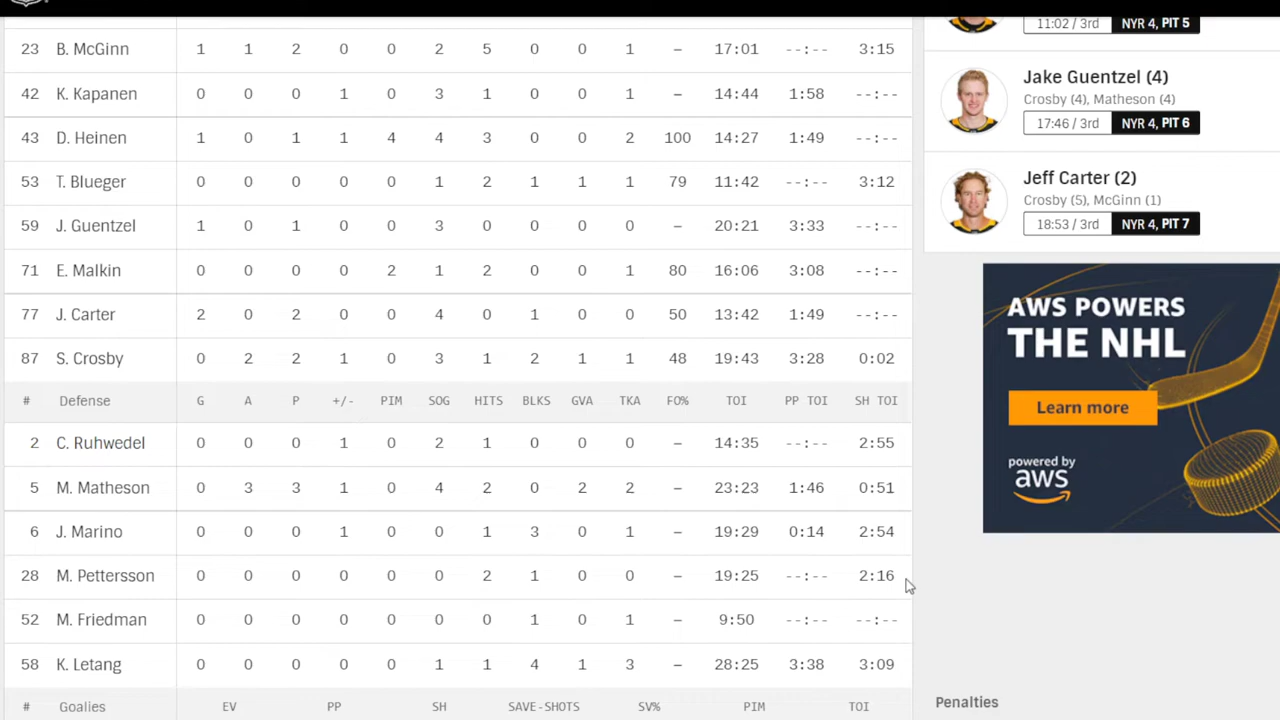 23 B. McGinn 1 1 2 0 0 2 5 0 0 1 – 17:01 --:-- 3:15
42 K. Kapanen 0 0 0 1 0 3 1 0 0 1 – 14:44 1:58 --:--
43 D. Heinen 1 0 1 1 4 4 3 0 0 2 100 14:27 1:49 --:--
53 T. Blueger 0 0 0 0 0 1 2 1 1 1 79 11:42 --:-- 3:12
59 J. Guentzel 1 0 1 0 0 3 0 0 0 0 – 20:21 3:33 --:--
71 E. Malkin 0 0 0 0 2 1 2 0 0 1 80 16:06 3:08 --:--
77 J. Carter 2 0 2 0 0 4 0 1 0 0 50 13:42 1:49 --:--
87 S. Crosby 0 2 2 1 0 3 1 2 1 1 48 19:43 3:28 0:02
# Defense G A P +/- PIM SOG HITS BLKS GVA TKA FO% TOI PP TOI SH TOI
2 C. Ruhwedel 0 0 0 1 0 2 1 0 0 0 – 14:35 --:-- 2:55
5 M. Matheson 0 3 3 1 0 4 2 0 2 2 – 23:23 1:46 0:51
6 J. Marino 0 0 0 1 0 0 1 3 0 1 – 19:29 0:14 2:54
28 M. Pettersson 0 0 0 0 0 0 2 1 0 0 – 19:25 --:-- 2:16
52 M. Friedman 0 0 0 0 0 0 0 1 0 1 – 9:50 --:-- --:--
58 K. Letang 0 0 0 0 0 1 1 4 1 3 – 28:25 3:38 3:09
# Goalies EV PP SH SAVE-SHOTS SV% PIM TOI
11:02 / 3rd NYR 4, PIT 5
Jake Guentzel (4)
Crosby (4), Matheson (4)
17:46 / 3rd NYR 4, PIT 6
Jeff Carter (2)
Crosby (5), McGinn (1)
18:53 / 3rd NYR 4, PIT 7
AWS POWERS
THE NHL
Learn more
powered by
aws
Penalties